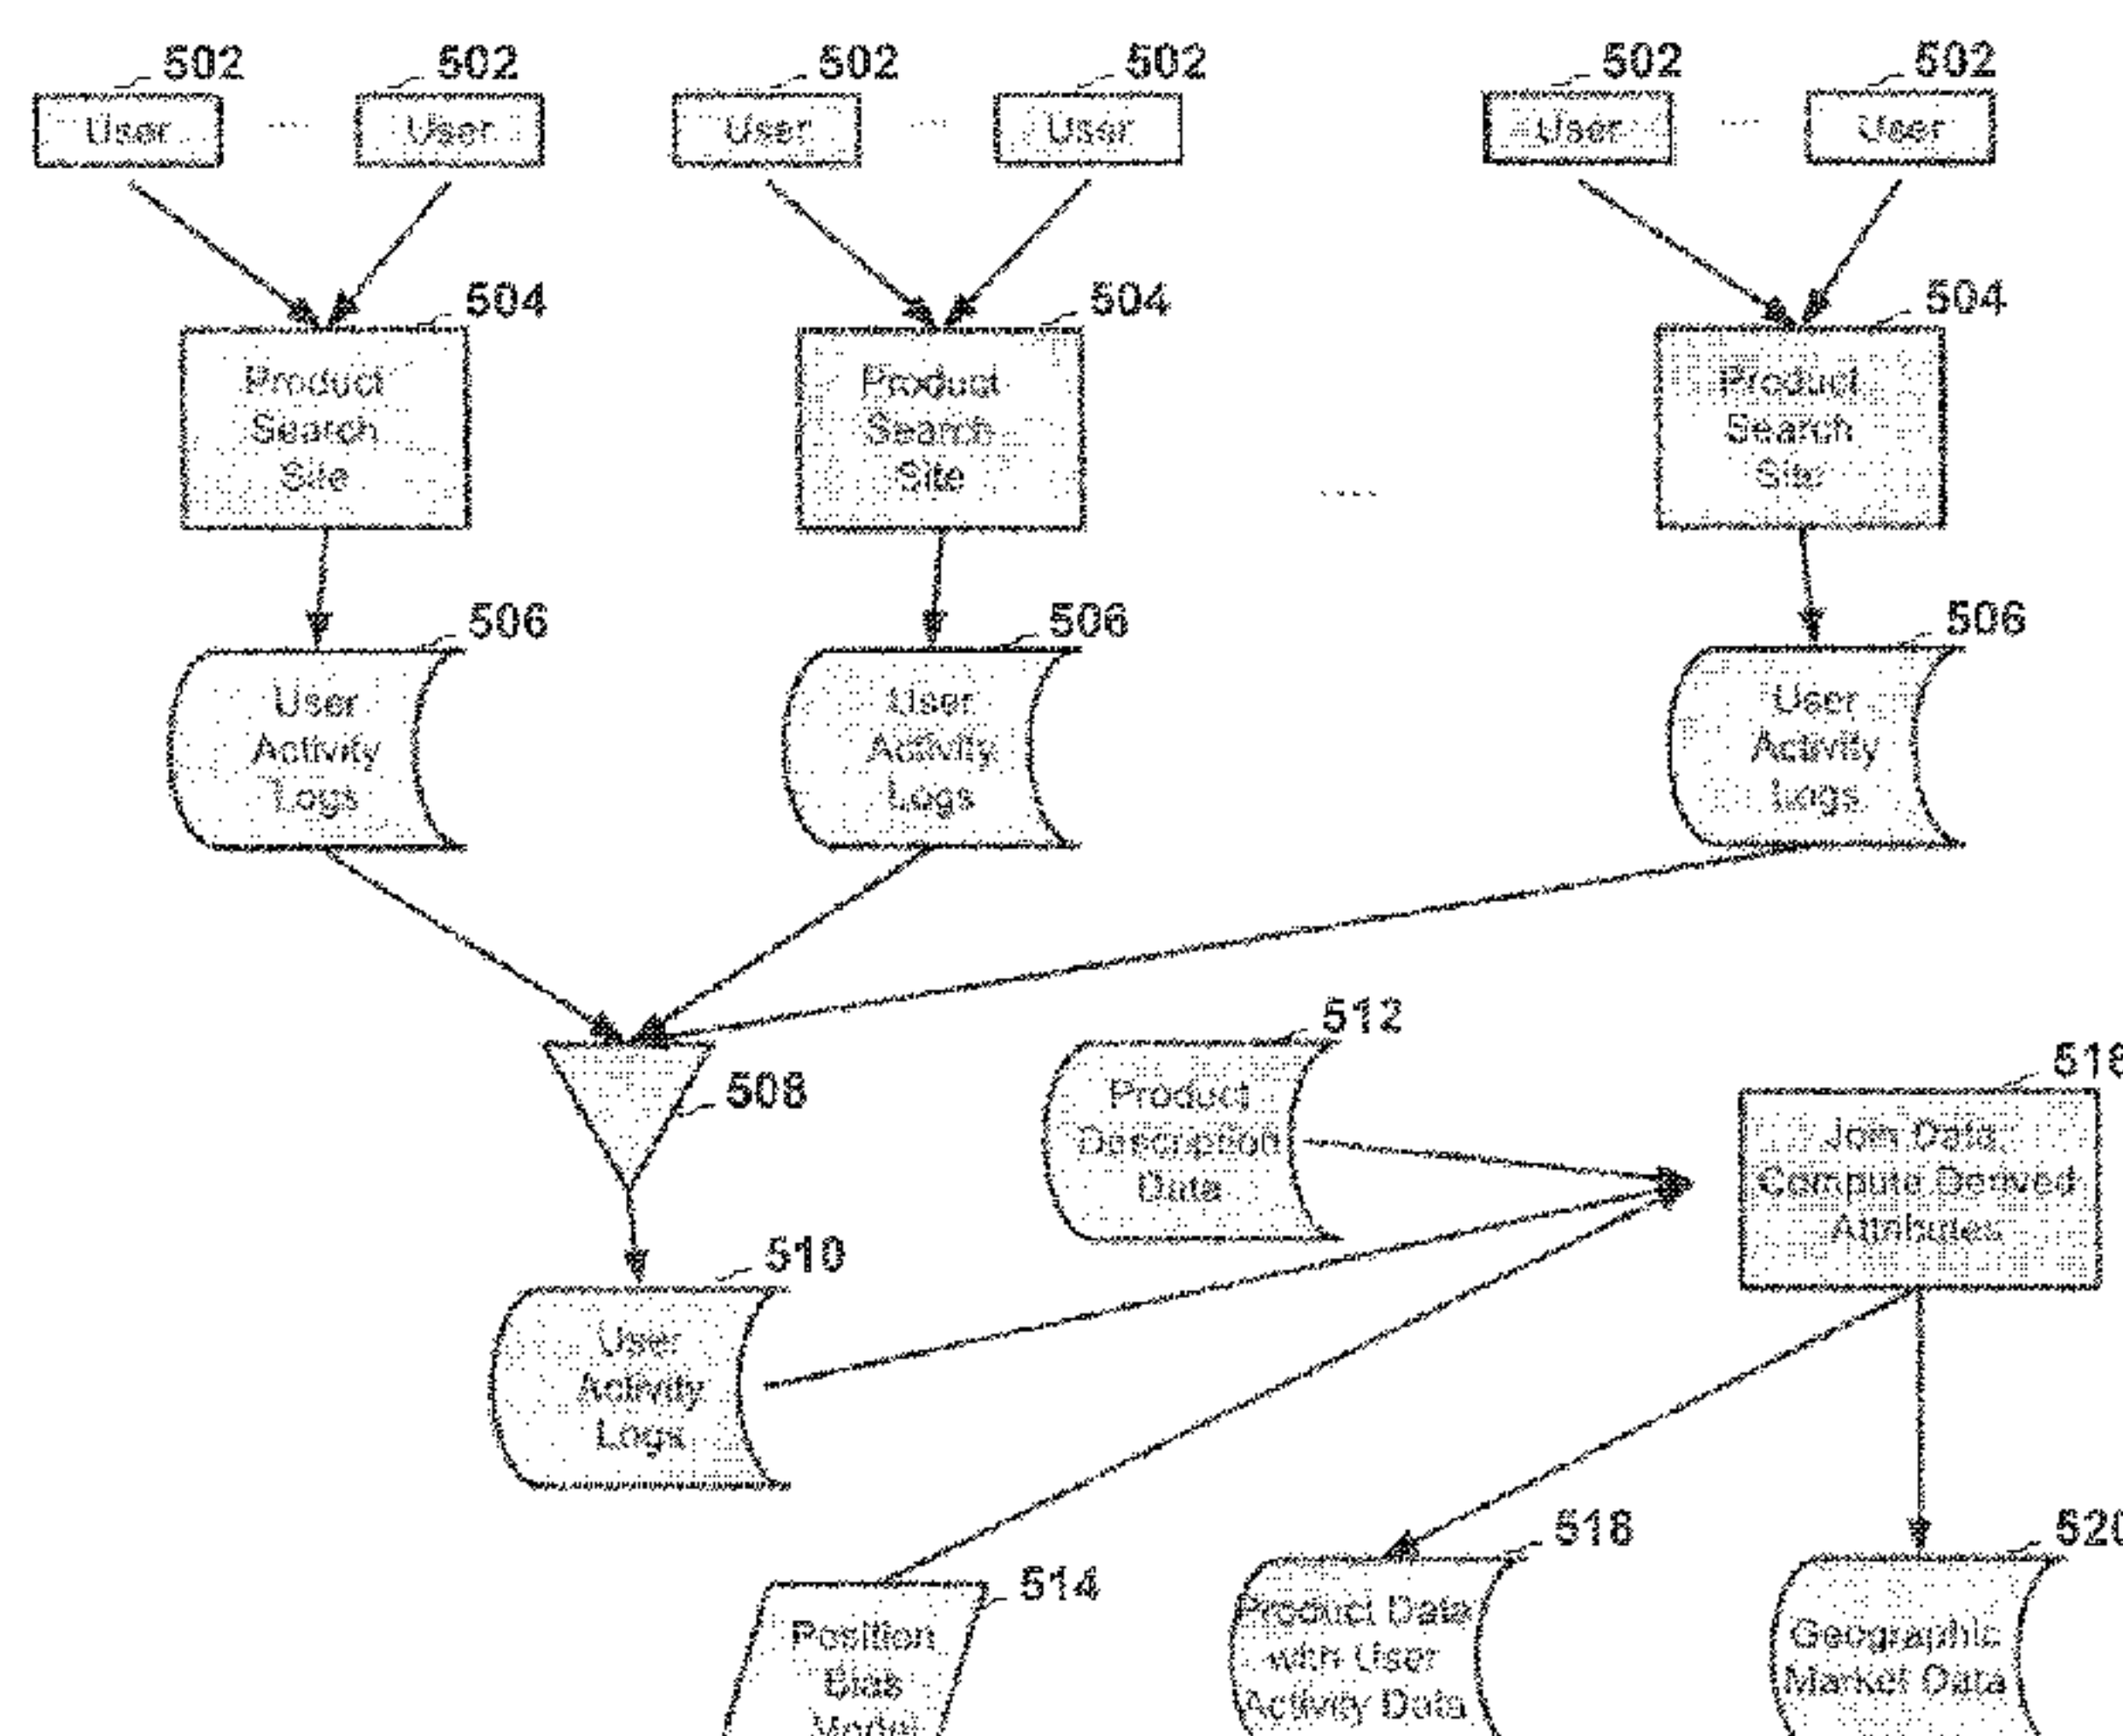 502 502 502 502 502 502
User ... User User ... User User ... User
504 504 504
Product Product Product
Search Search Search
Site Site Site
....
506 506 506
User User User
Activity Activity Activity
Logs Logs Logs
512
508
Product
Description
Data
Join Data,
Compute Derived
Attributes
510
User
Activity
Logs
518
520
514
Position
Bias
Model
Product Data
with User
Activity Data
Geographic
Market Data